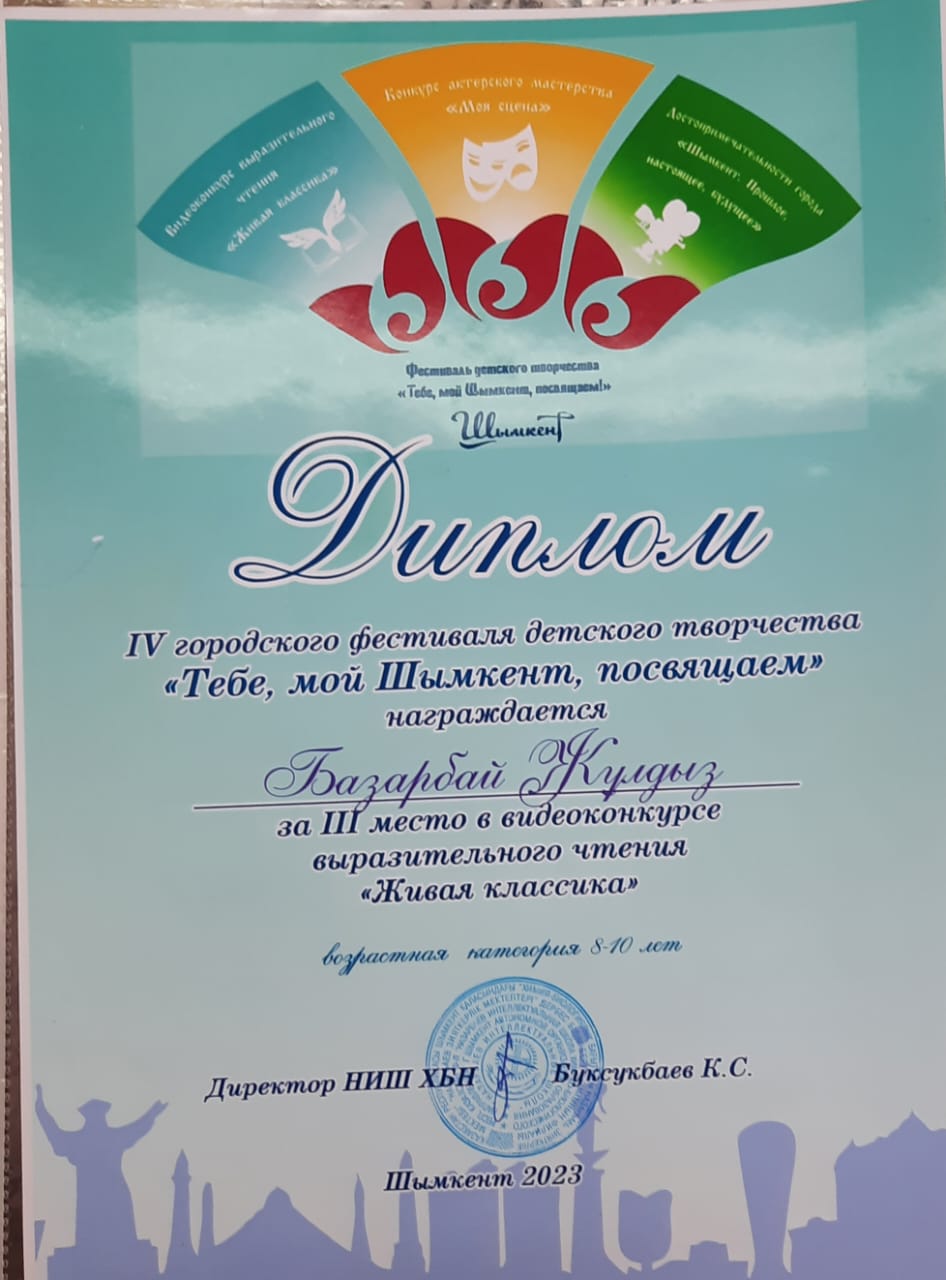 Видеоконкурс выразительного
чтения
«Живая классика»
Конкурс актерского мастерства
«Моя сцена»
Достопримечательности города
«Шымкент. Прошлое,
настоящее, будущее»
Фестиваль детского творчества
«Тебе, мой Шымкент, посвящаем!»
Шымкент
Диплом
IV городского фестиваля детского творчества
«Тебе, мой Шымкент, посвящаем»
награждается
Базарбай Жулдыз
за III место в видеоконкурсе
выразительного чтения
«Живая классика»
возрастная категория 8-10 лет
Директор НИШ ХБН Буксукбаев К.С.
Шымкент 2023